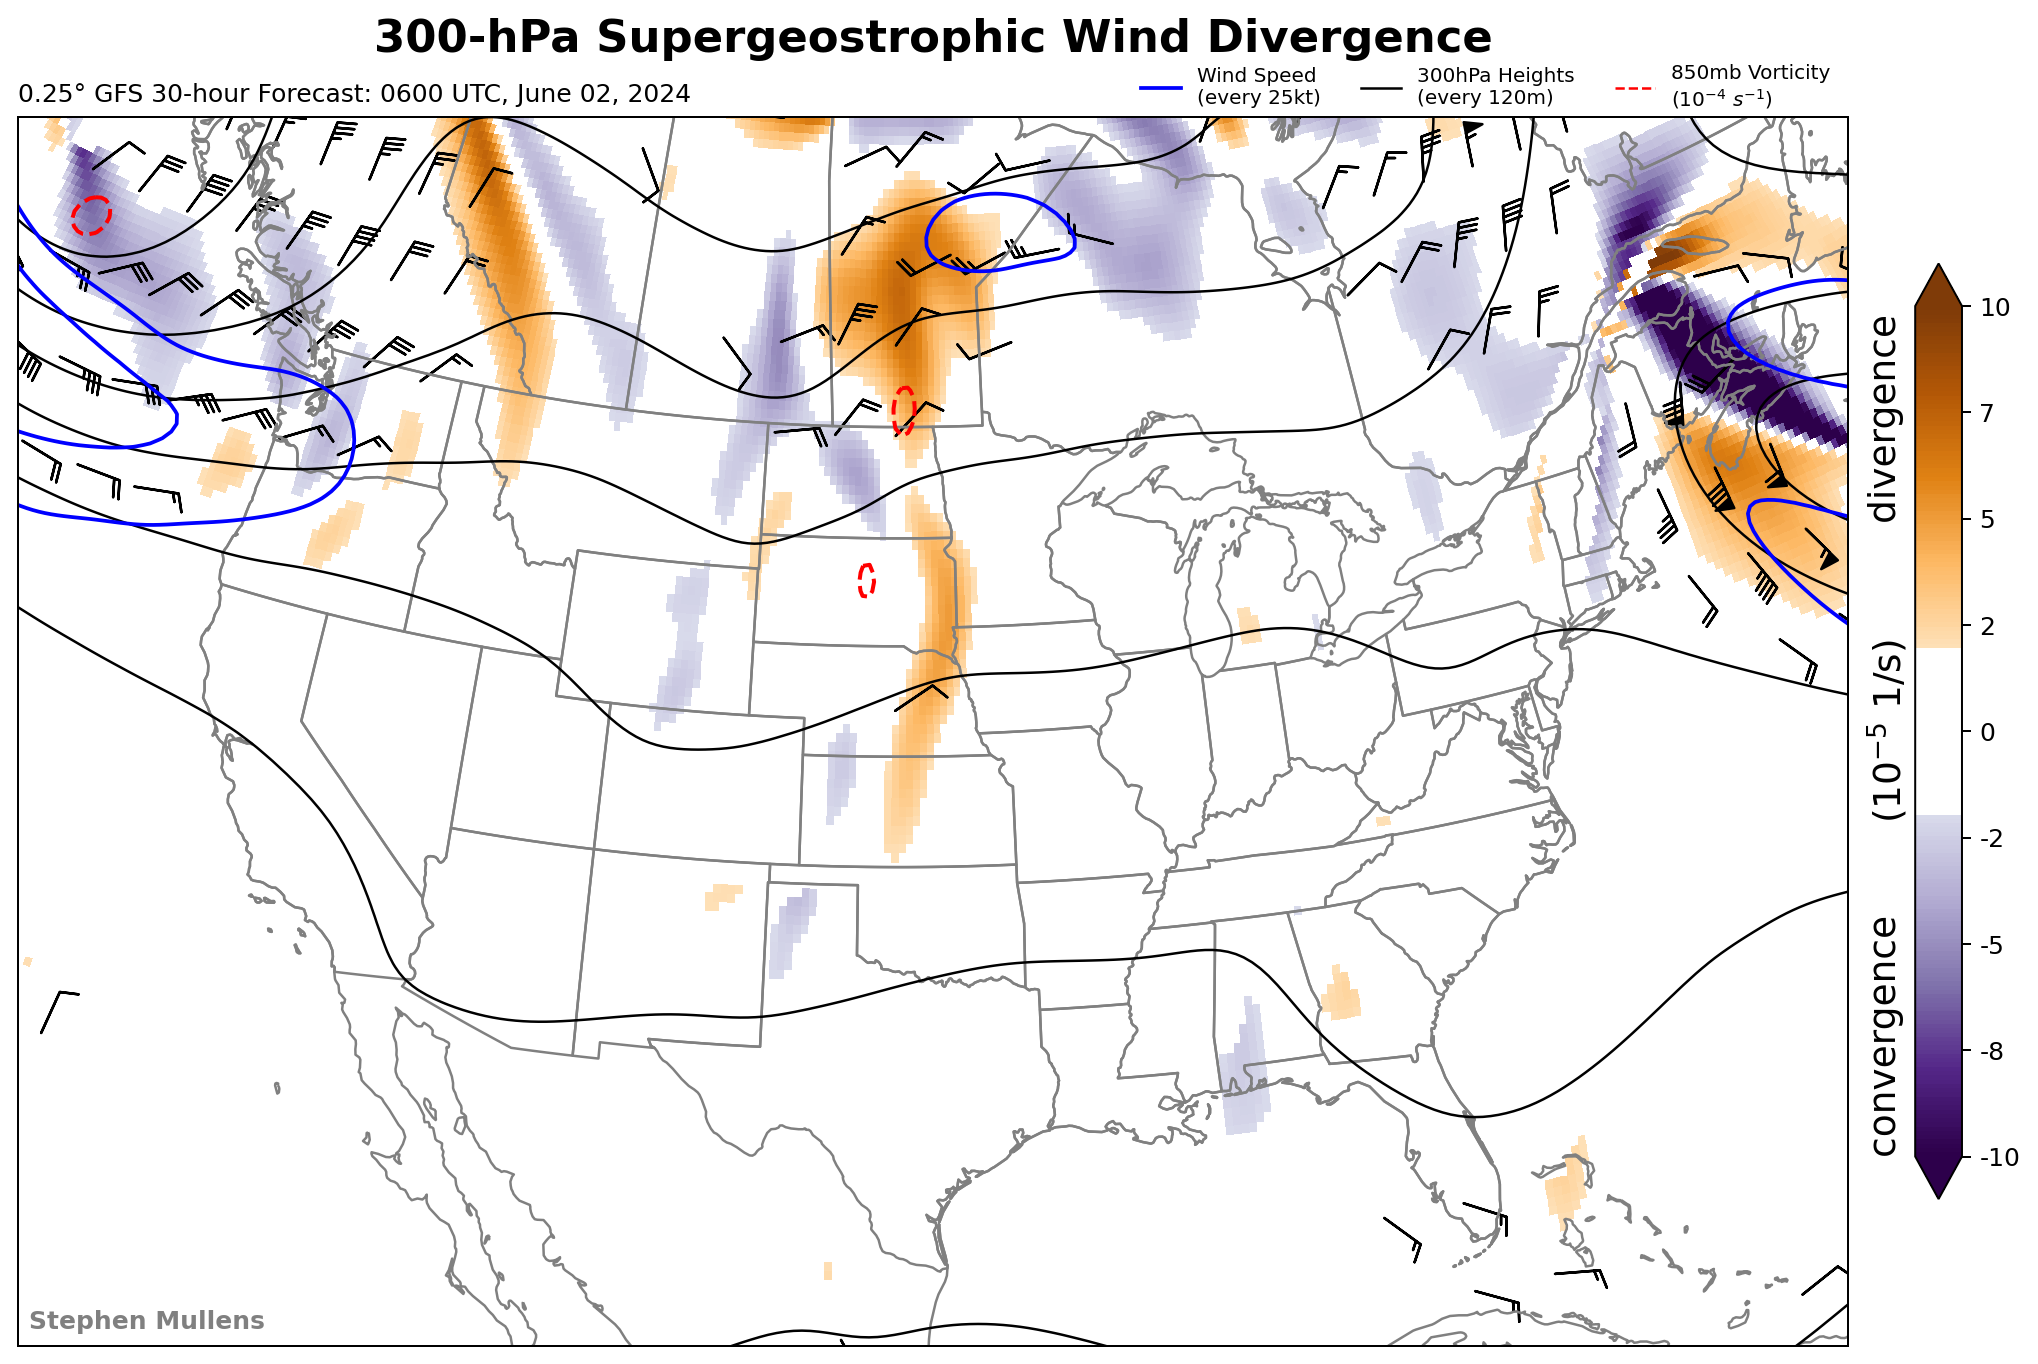 300-hPa Supergeostrophic Wind Divergence
0.25° GFS 30-hour Forecast: 0600 UTC, June 02, 2024
Wind Speed
(every 25kt)
300hPa Heights
(every 120m)
850mb Vorticity
(10⁻⁴ s⁻¹)
10
7
5
2
0
-2
-5
-8
-10
convergence (10⁻⁵ 1/s) divergence
Stephen Mullens